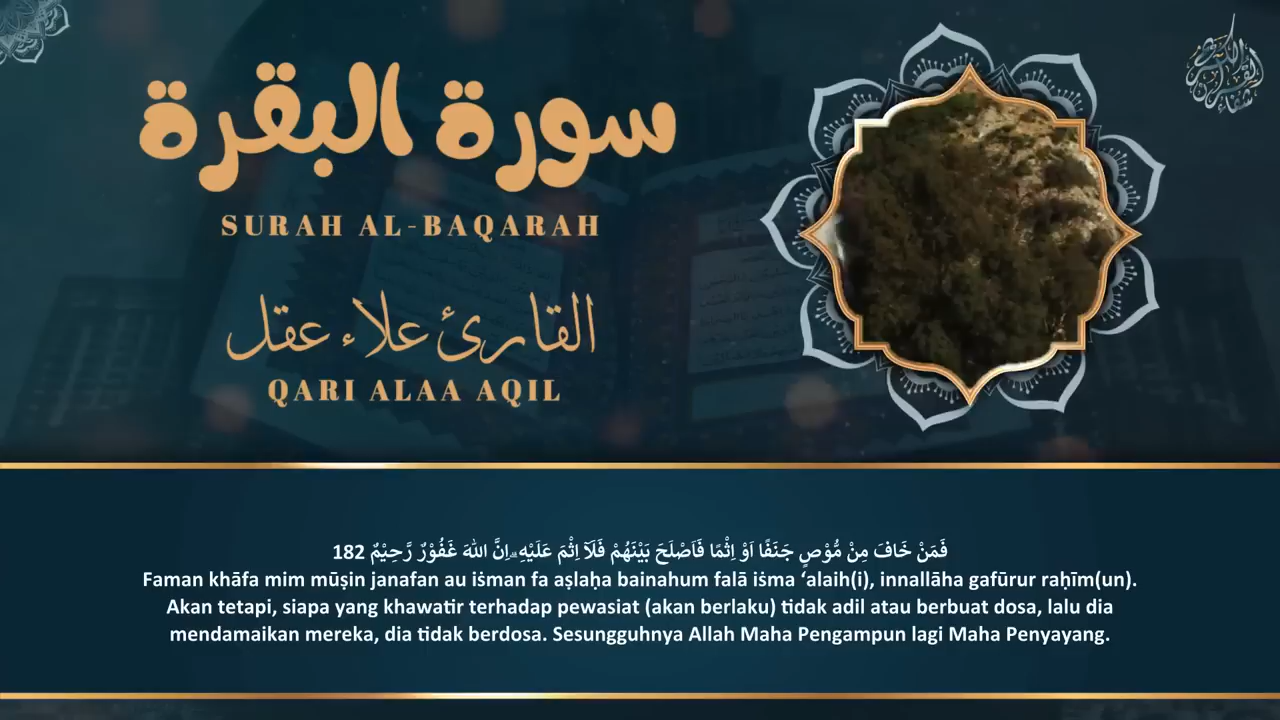 سورة البقرة
SURAH AL-BAQARAH
القارئ علاء عقل
QARI ALAA AQIL
فَمَنْ خَافَ مِنْ مُّوْصٍ جَنَفًا اَوْ اِثْمًا فَاَصْلَحَ بَيْنَهُمْ فَلَآ اِثْمَ عَلَيْهِ ۗاِنَّ اللّٰهَ غَفُوْرٌ رَّحِيْمٌ 182
Faman khāfa mim mūṣin janafan au iṡman fa aṣlaḥa bainahum falā iṡma ‘alaih(i), innallāha gafūrur raḥīm(un).
Akan tetapi, siapa yang khawatir terhadap pewasiat (akan berlaku) tidak adil atau berbuat dosa, lalu dia
mendamaikan mereka, dia tidak berdosa. Sesungguhnya Allah Maha Pengampun lagi Maha Penyayang.